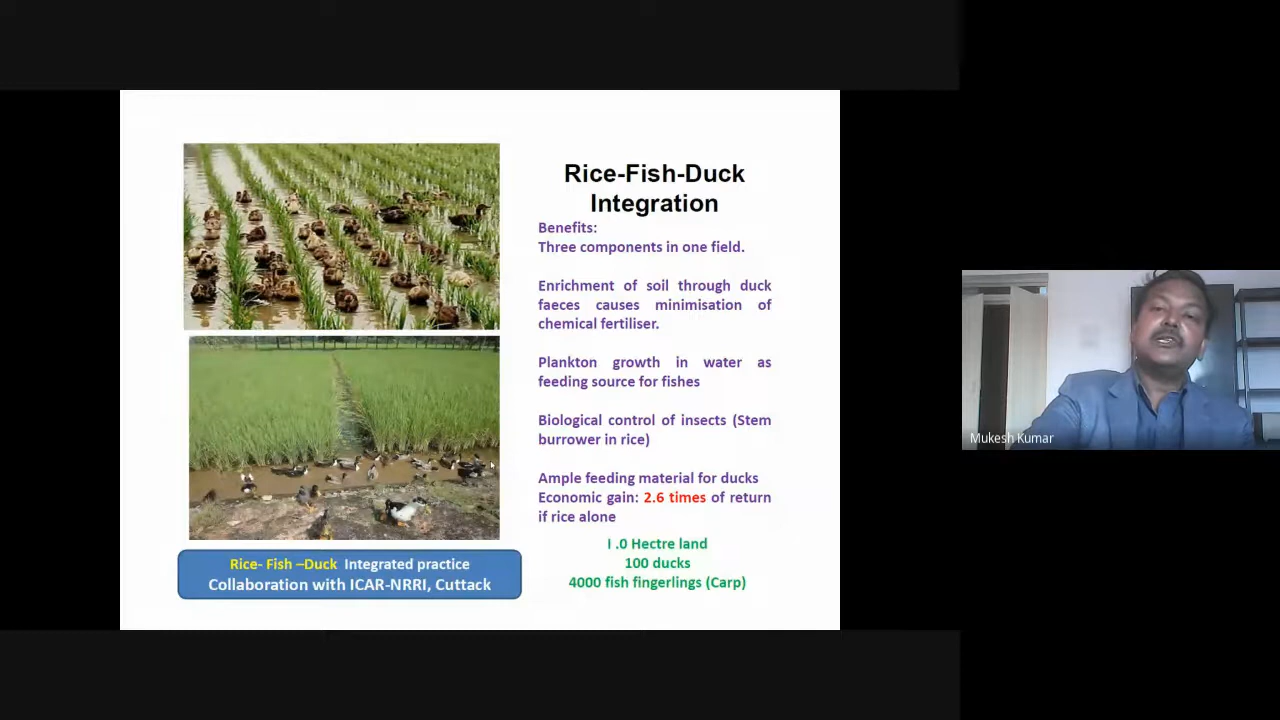 Rice-Fish-Duck
Integration
Benefits:
Three components in one field.
Enrichment of soil through duck
faeces causes minimisation of
chemical fertiliser.
Plankton growth in water as
feeding source for fishes
Biological control of insects (Stem
burrower in rice)
Ample feeding material for ducks
Economic gain: 2.6 times of return
if rice alone
I .0 Hectre land
100 ducks
4000 fish fingerlings (Carp)
Rice- Fish –Duck Integrated practice
Collaboration with ICAR-NRRI, Cuttack
Mukesh Kumar